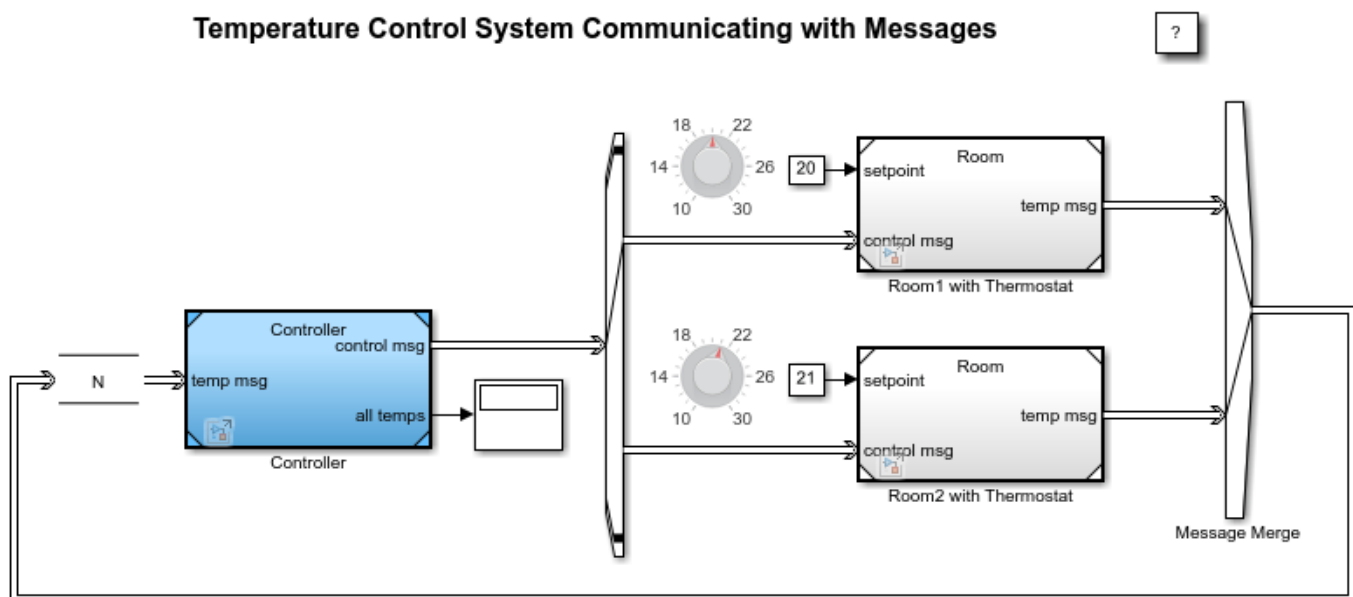 Temperature Control System Communicating with Messages
?
18
22
14
26
10
30
20
Room
setpoint
temp msg
control msg
Room1 with Thermostat
Controller
control msg
temp msg
all temps
Controller
N
18
22
14
26
10
30
21
Room
setpoint
temp msg
control msg
Room2 with Thermostat
Message Merge